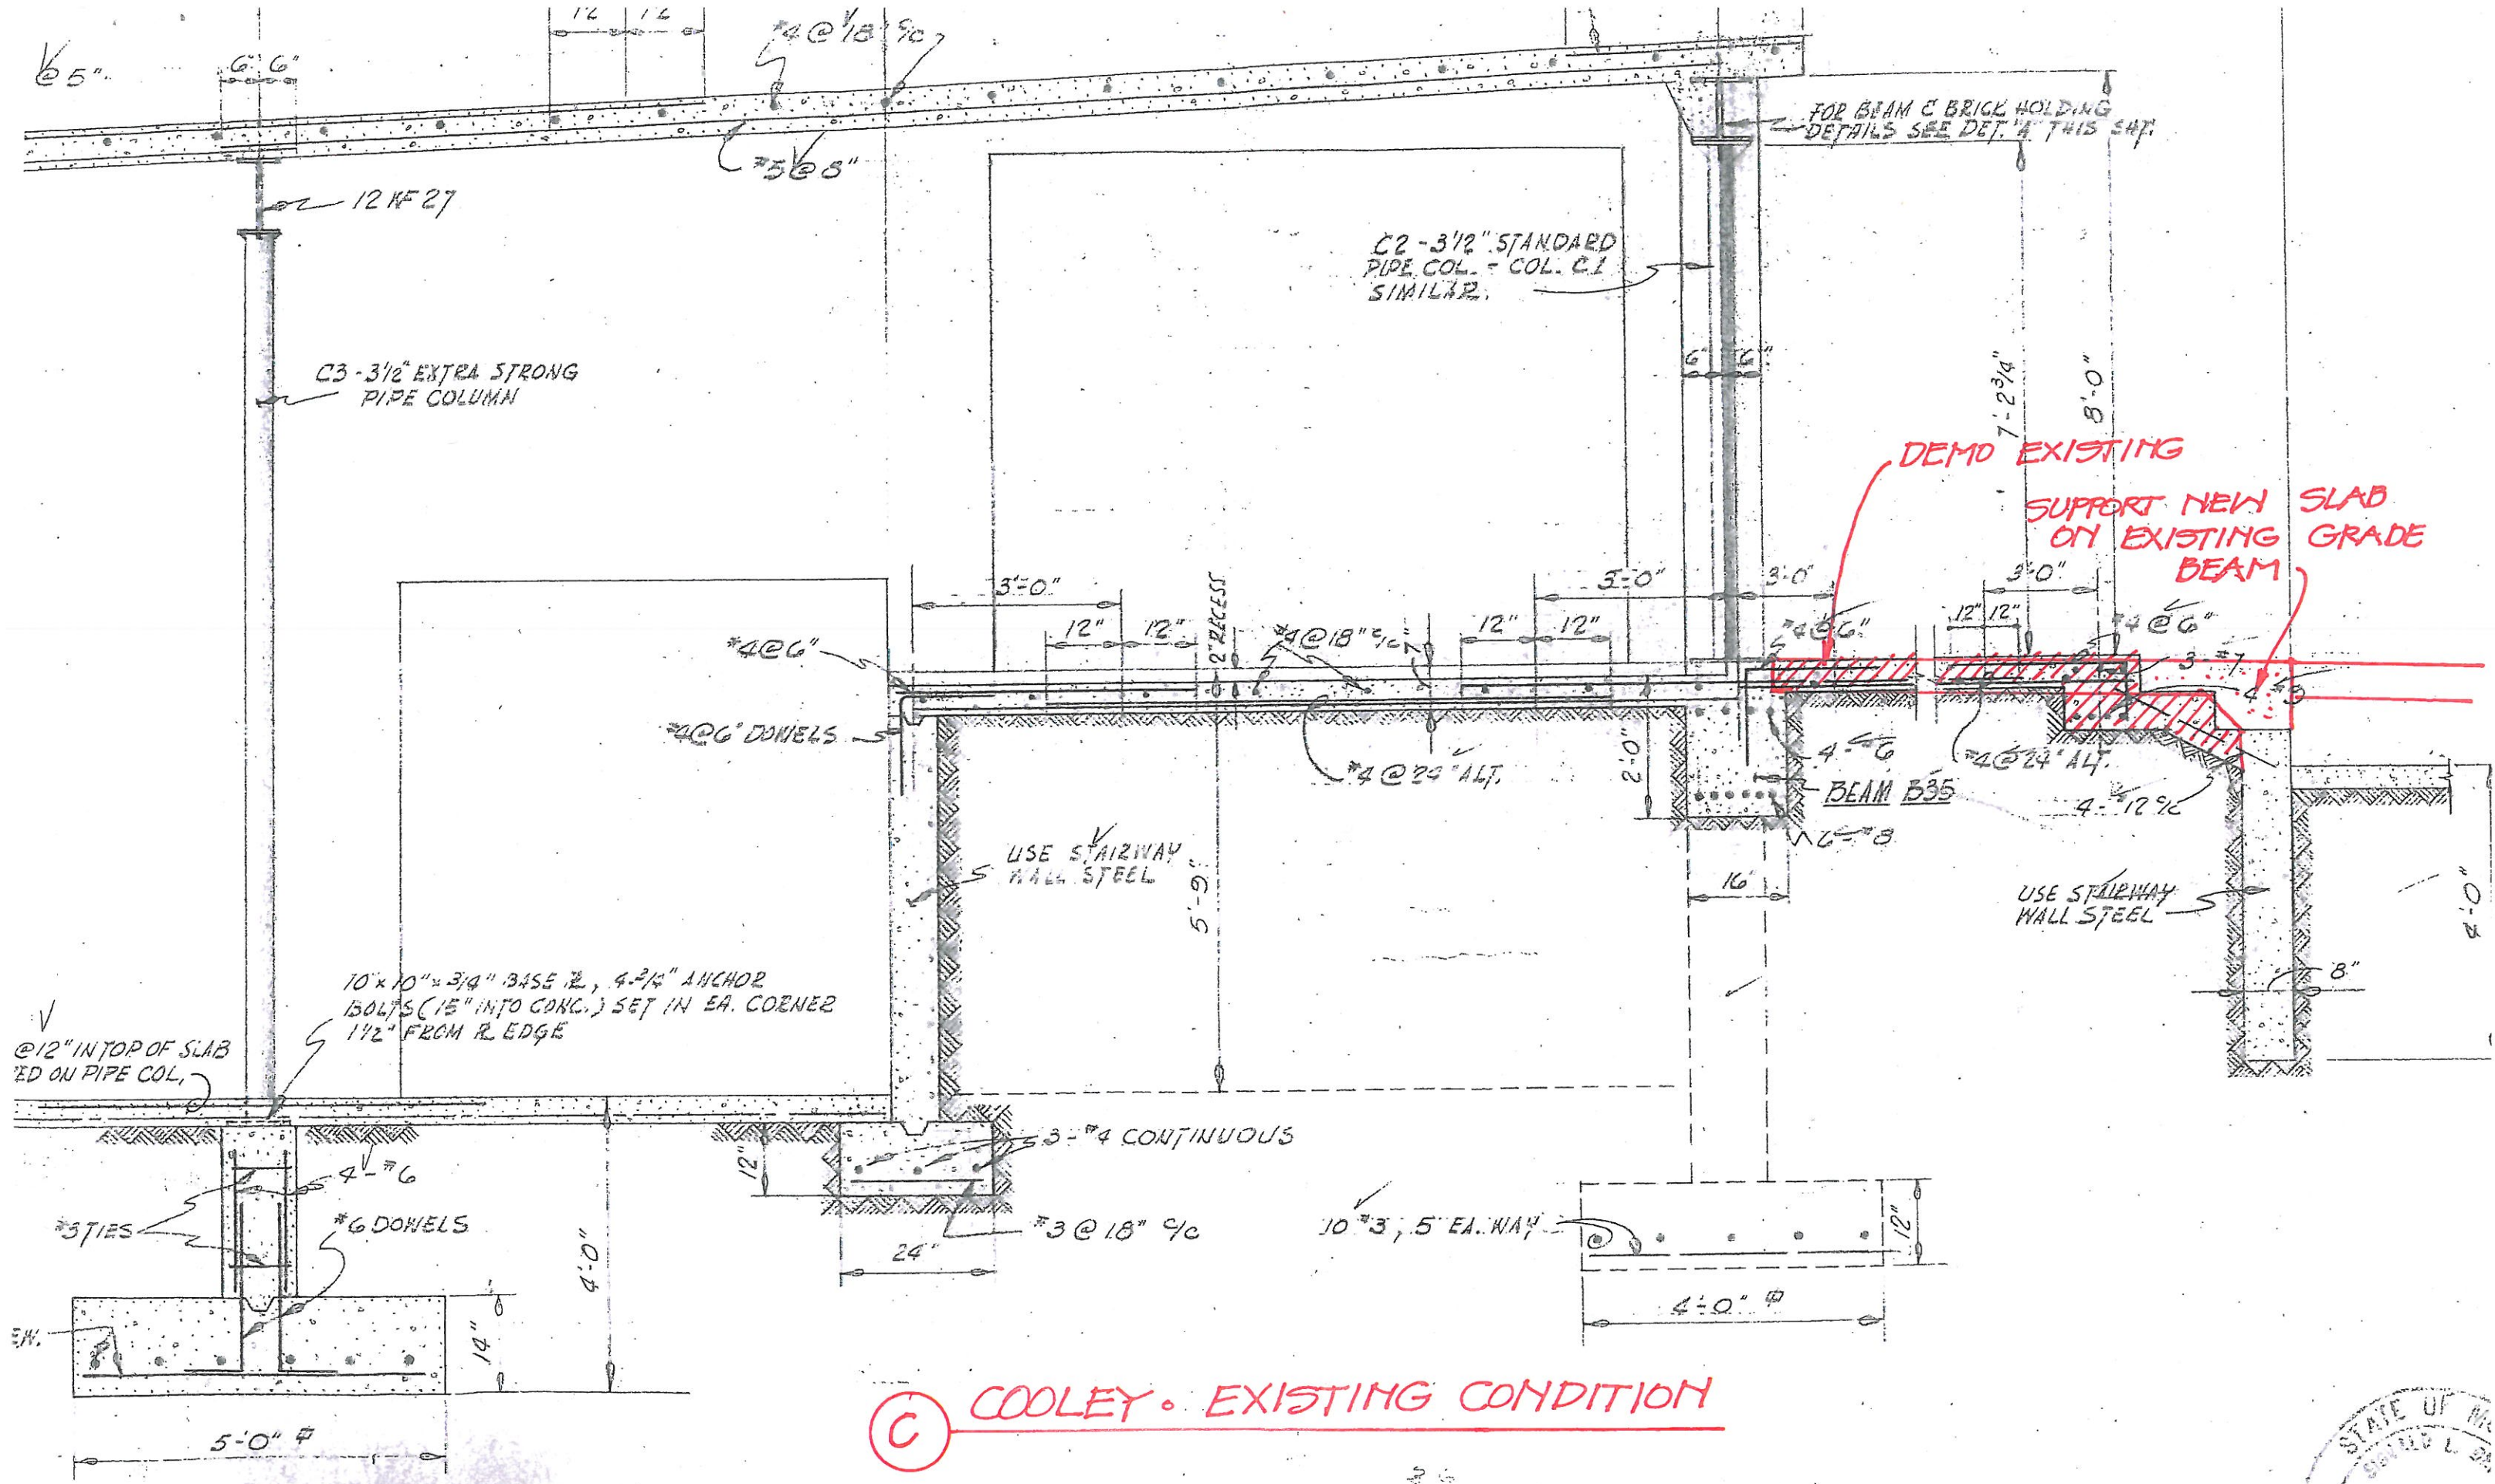 12" 12"
#4 @ 18" c/c
@ 5"
6" 6"
FOR BEAM & BRICK HOLDING
DETAILS SEE DET. "A" THIS SHT.
#5 @ 5"
12 WF 27
C2 - 3 1/2" STANDARD
PIPE COL. - COL. C1
SIMILAR.
C3 - 3 1/2" EXTRA STRONG
PIPE COLUMN
6" 6"
7'-2 3/4"
8'-0"
DEMO EXISTING
SUPPORT NEW SLAB
ON EXISTING GRADE
BEAM
3'-0"
3'-0"
3'-0"
3'-0"
12" 12"
2" RECESS
#4 @ 18" c/c
7"
12" 12"
#4 @ 6"
12" 12"
#4 @ 6"
#4 @ 6"
3 - #7
#4 @ 6" DOWELS
#4 @ 24" ALT.
2'-0"
4 - #6
#4 @ 24" ALT.
BEAM B35
4 - #12 c/c
6 - #8
USE STAIRWAY
WALL STEEL
5'-9"
16"
USE STAIRWAY
WALL STEEL
4'-0"
8"
10" x 10" x 3/4" BASE PL, 4-3/4" ANCHOR
BOLTS (15" INTO CONC.) SET IN EA. CORNER
1 1/2" FROM PL EDGE
@ 12" IN TOP OF SLAB
ED ON PIPE COL.
3 - #4 CONTINUOUS
12"
4 - #6
#3 TIES
#6 DOWELS
#3 @ 18" c/c
24"
4'-0"
10 #3, 5 EA. WAY
12"
4'-0"
E.W.
14"
5'-0"
C COOLEY • EXISTING CONDITION
STATE OF